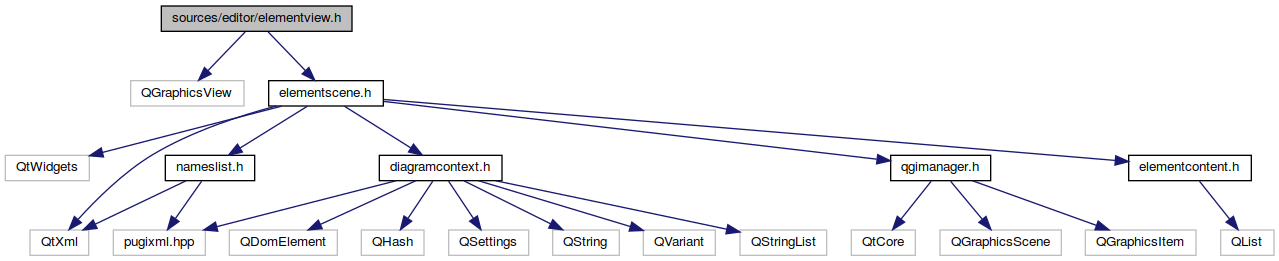 sources/editor/elementview.h
QGraphicsView
elementscene.h
QtWidgets
nameslist.h
diagramcontext.h
qgimanager.h
elementcontent.h
QtXml
pugixml.hpp
QDomElement
QHash
QSettings
QString
QVariant
QStringList
QtCore
QGraphicsScene
QGraphicsItem
QList